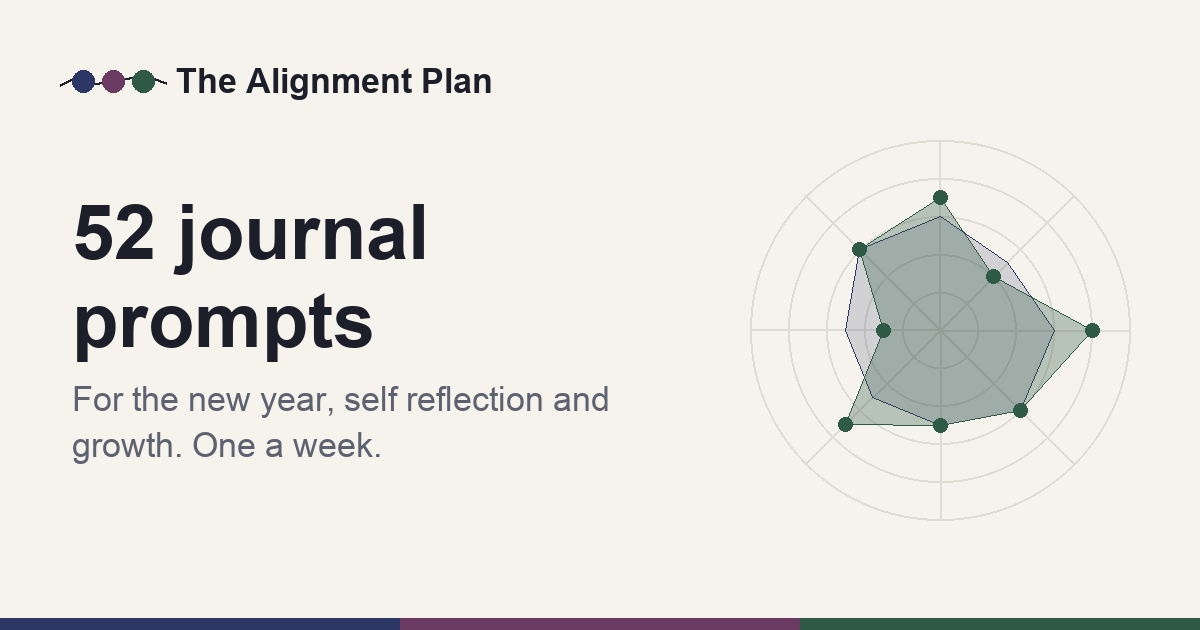 The Alignment Plan
52 journal
prompts
For the new year, self reflection and
growth. One a week.